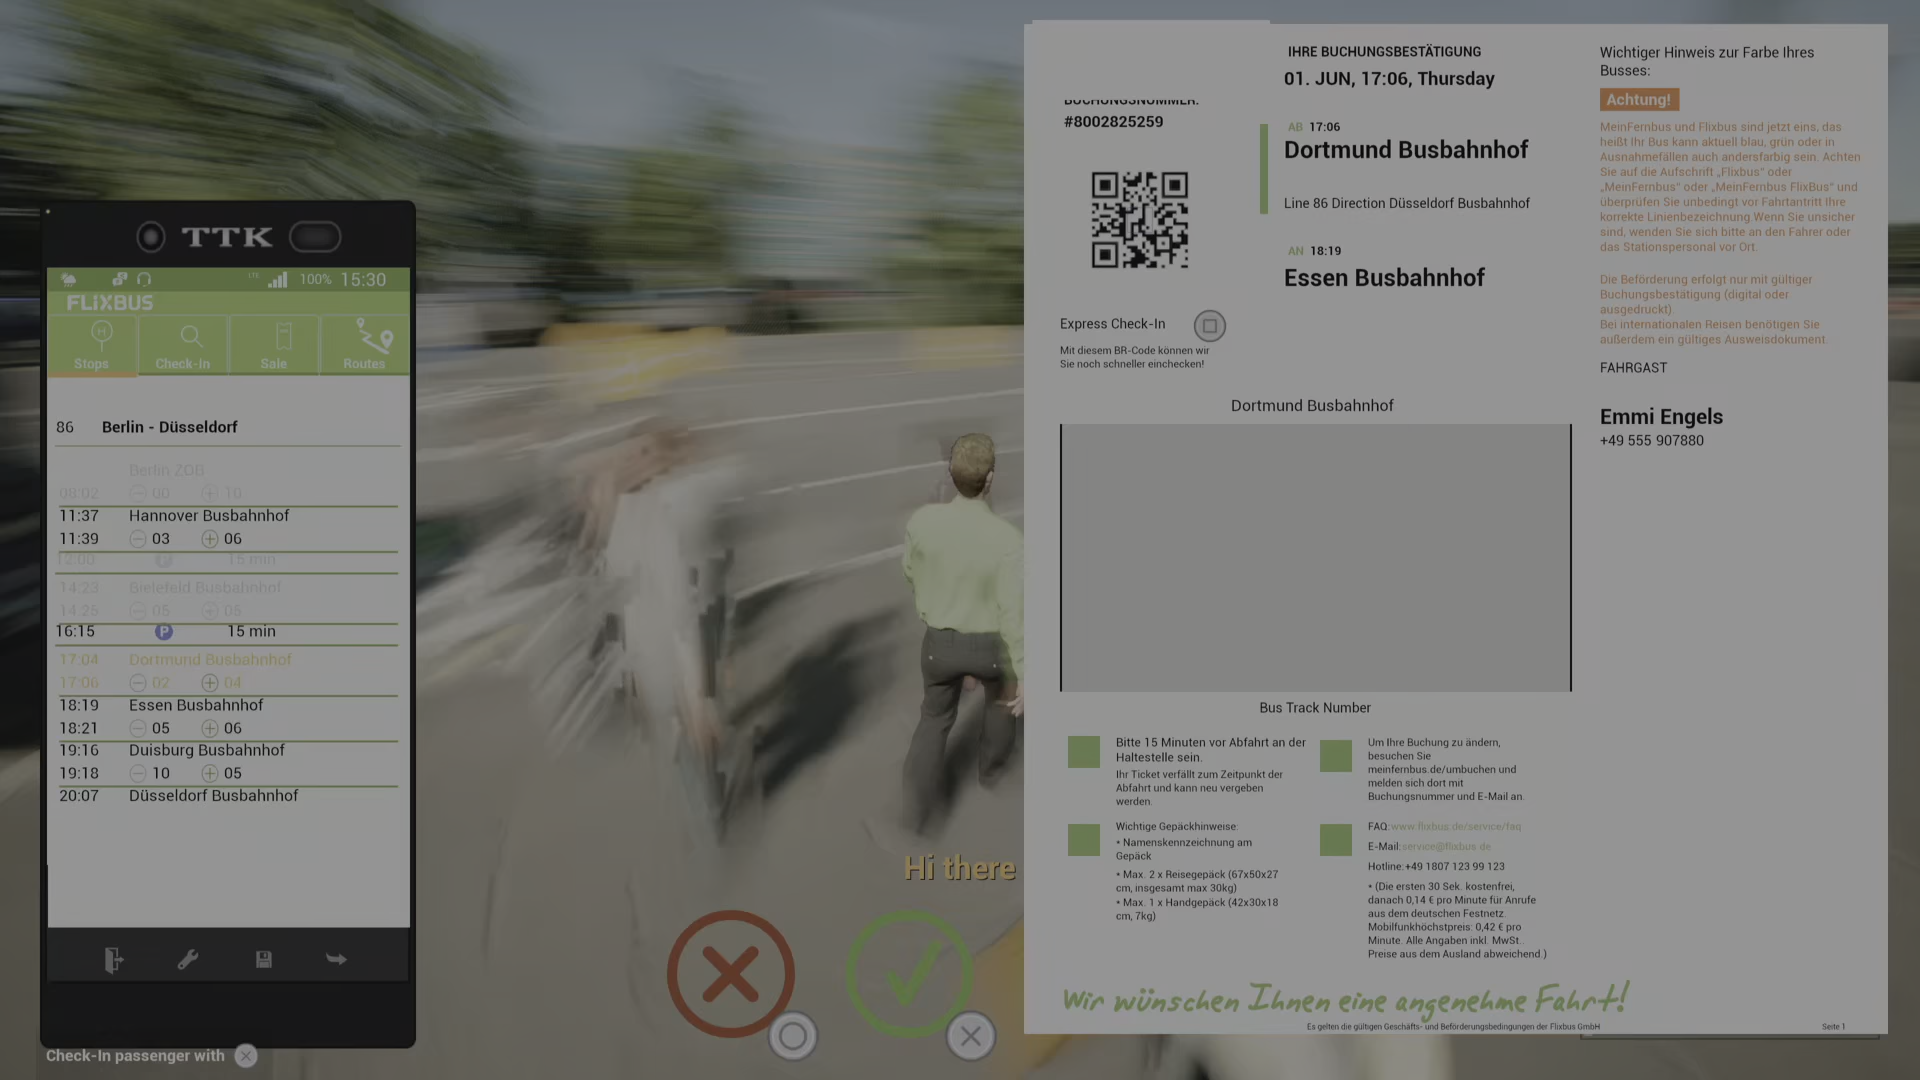 TTK
100% 15:30
FLiXBUS
Stops Check-In Sale Routes
86 Berlin - Düsseldorf
Berlin ZOB
08:02 00 10
11:37 Hannover Busbahnhof
11:39 03 06
12:00 P 15 min
14:23 Bielefeld Busbahnhof
14:25 05 05
16:15 P 15 min
17:04 Dortmund Busbahnhof
17:06 02 04
18:19 Essen Busbahnhof
18:21 05 06
19:16 Duisburg Busbahnhof
19:18 10 05
20:07 Düsseldorf Busbahnhof
Check-In passenger with
Hi there
BUCHUNGSNUMMER:
#8002825259
Express Check-In
Mit diesem BR-Code können wir
Sie noch schneller einchecken!
IHRE BUCHUNGSBESTÄTIGUNG
01. JUN, 17:06, Thursday
AB 17:06
Dortmund Busbahnhof
Line 86 Direction Düsseldorf Busbahnhof
AN 18:19
Essen Busbahnhof
Dortmund Busbahnhof
Bus Track Number
Bitte 15 Minuten vor Abfahrt an der
Haltestelle sein.
Ihr Ticket verfällt zum Zeitpunkt der
Abfahrt und kann neu vergeben
werden.
Wichtige Gepäckhinweise:
* Namenskennzeichnung am
Gepäck
* Max. 2 x Reisegepäck (67x50x27
cm, insgesamt max 30kg)
* Max. 1 x Handgepäck (42x30x18
cm, 7kg)
Um Ihre Buchung zu ändern,
besuchen Sie
meinfernbus.de/umbuchen und
melden sich dort mit
Buchungsnummer und E-Mail an.
FAQ:www.flixbus.de/service/faq
E-Mail:service@flixbus.de
Hotline:+49 1807 123 99 123
* (Die ersten 30 Sek. kostenfrei,
danach 0,14 € pro Minute für Anrufe
aus dem deutschen Festnetz.
Mobilfunkhöchstpreis: 0,42 € pro
Minute. Alle Angaben inkl. MwSt..
Preise aus dem Ausland abweichend.)
Wir wünschen Ihnen eine angenehme Fahrt!
Es gelten die gültigen Geschäfts- und Beförderungsbedingungen der Flixbus GmbH
Seite 1
Wichtiger Hinweis zur Farbe Ihres
Busses:
Achtung!
MeinFernbus und Flixbus sind jetzt eins, das
heißt Ihr Bus kann aktuell blau, grün oder in
Ausnahmefällen auch andersfarbig sein. Achten
Sie auf die Aufschrift „Flixbus“ oder
„MeinFernbus“ oder „MeinFernbus FlixBus“ und
überprüfen Sie unbedingt vor Fahrtantritt Ihre
korrekte Linienbezeichnung.Wenn Sie unsicher
sind, wenden Sie sich bitte an den Fahrer oder
das Stationspersonal vor Ort.
Die Beförderung erfolgt nur mit gültiger
Buchungsbestätigung (digital oder
ausgedruckt).
Bei internationalen Reisen benötigen Sie
außerdem ein gültiges Ausweisdokument.
FAHRGAST
Emmi Engels
+49 555 907880